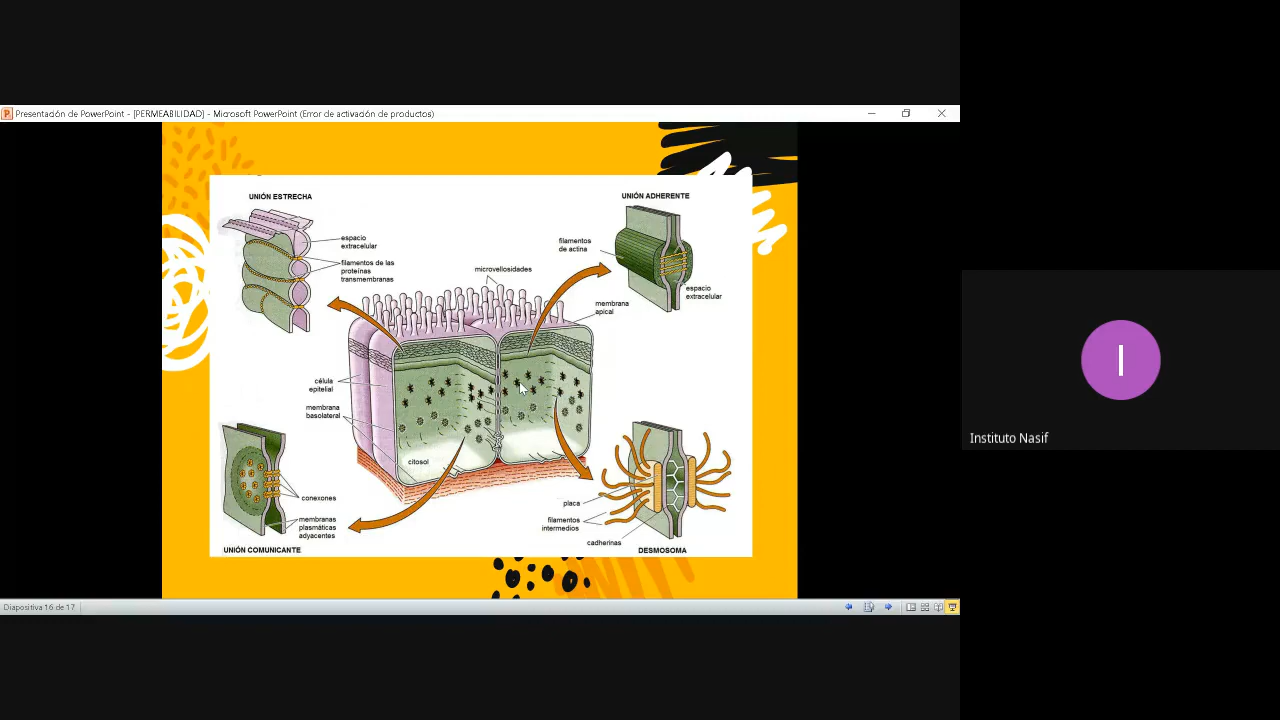 Presentación de PowerPoint - [PERMEABILIDAD] - Microsoft PowerPoint (Error de activación de productos)
UNIÓN ESTRECHA
UNIÓN ADHERENTE
espacio
extracelular
filamentos de las
proteínas
transmembranas
microvellosidades
filamentos
de actina
espacio
extracelular
membrana
apical
célula
epitelial
membrana
basolateral
citosol
conexones
membranas
plasmáticas
adyacentes
UNIÓN COMUNICANTE
placa
filamentos
intermedios
cadherinas
DESMOSOMA
Diapositiva 16 de 17
I
Instituto Nasif